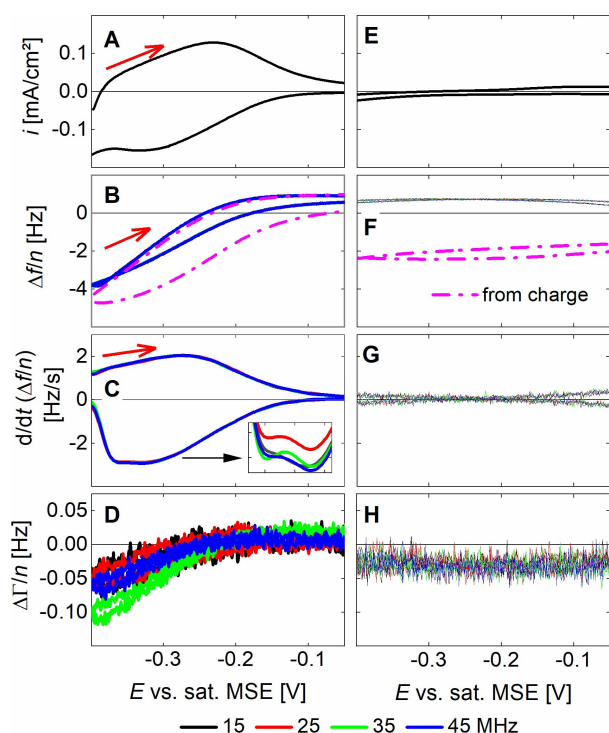 A
E
i [mA/cm²]
0.1
0.0
-0.1
B
F
Δf/n [Hz]
0
-2
-4
from charge
C
G
d/dt (Δf/n)
[Hz/s]
2
0
-2
D
H
ΔΓ/n [Hz]
0.05
0.00
-0.05
-0.10
-0.3 -0.2 -0.1 -0.3 -0.2 -0.1
E vs. sat. MSE [V] E vs. sat. MSE [V]
15 25 35 45 MHz